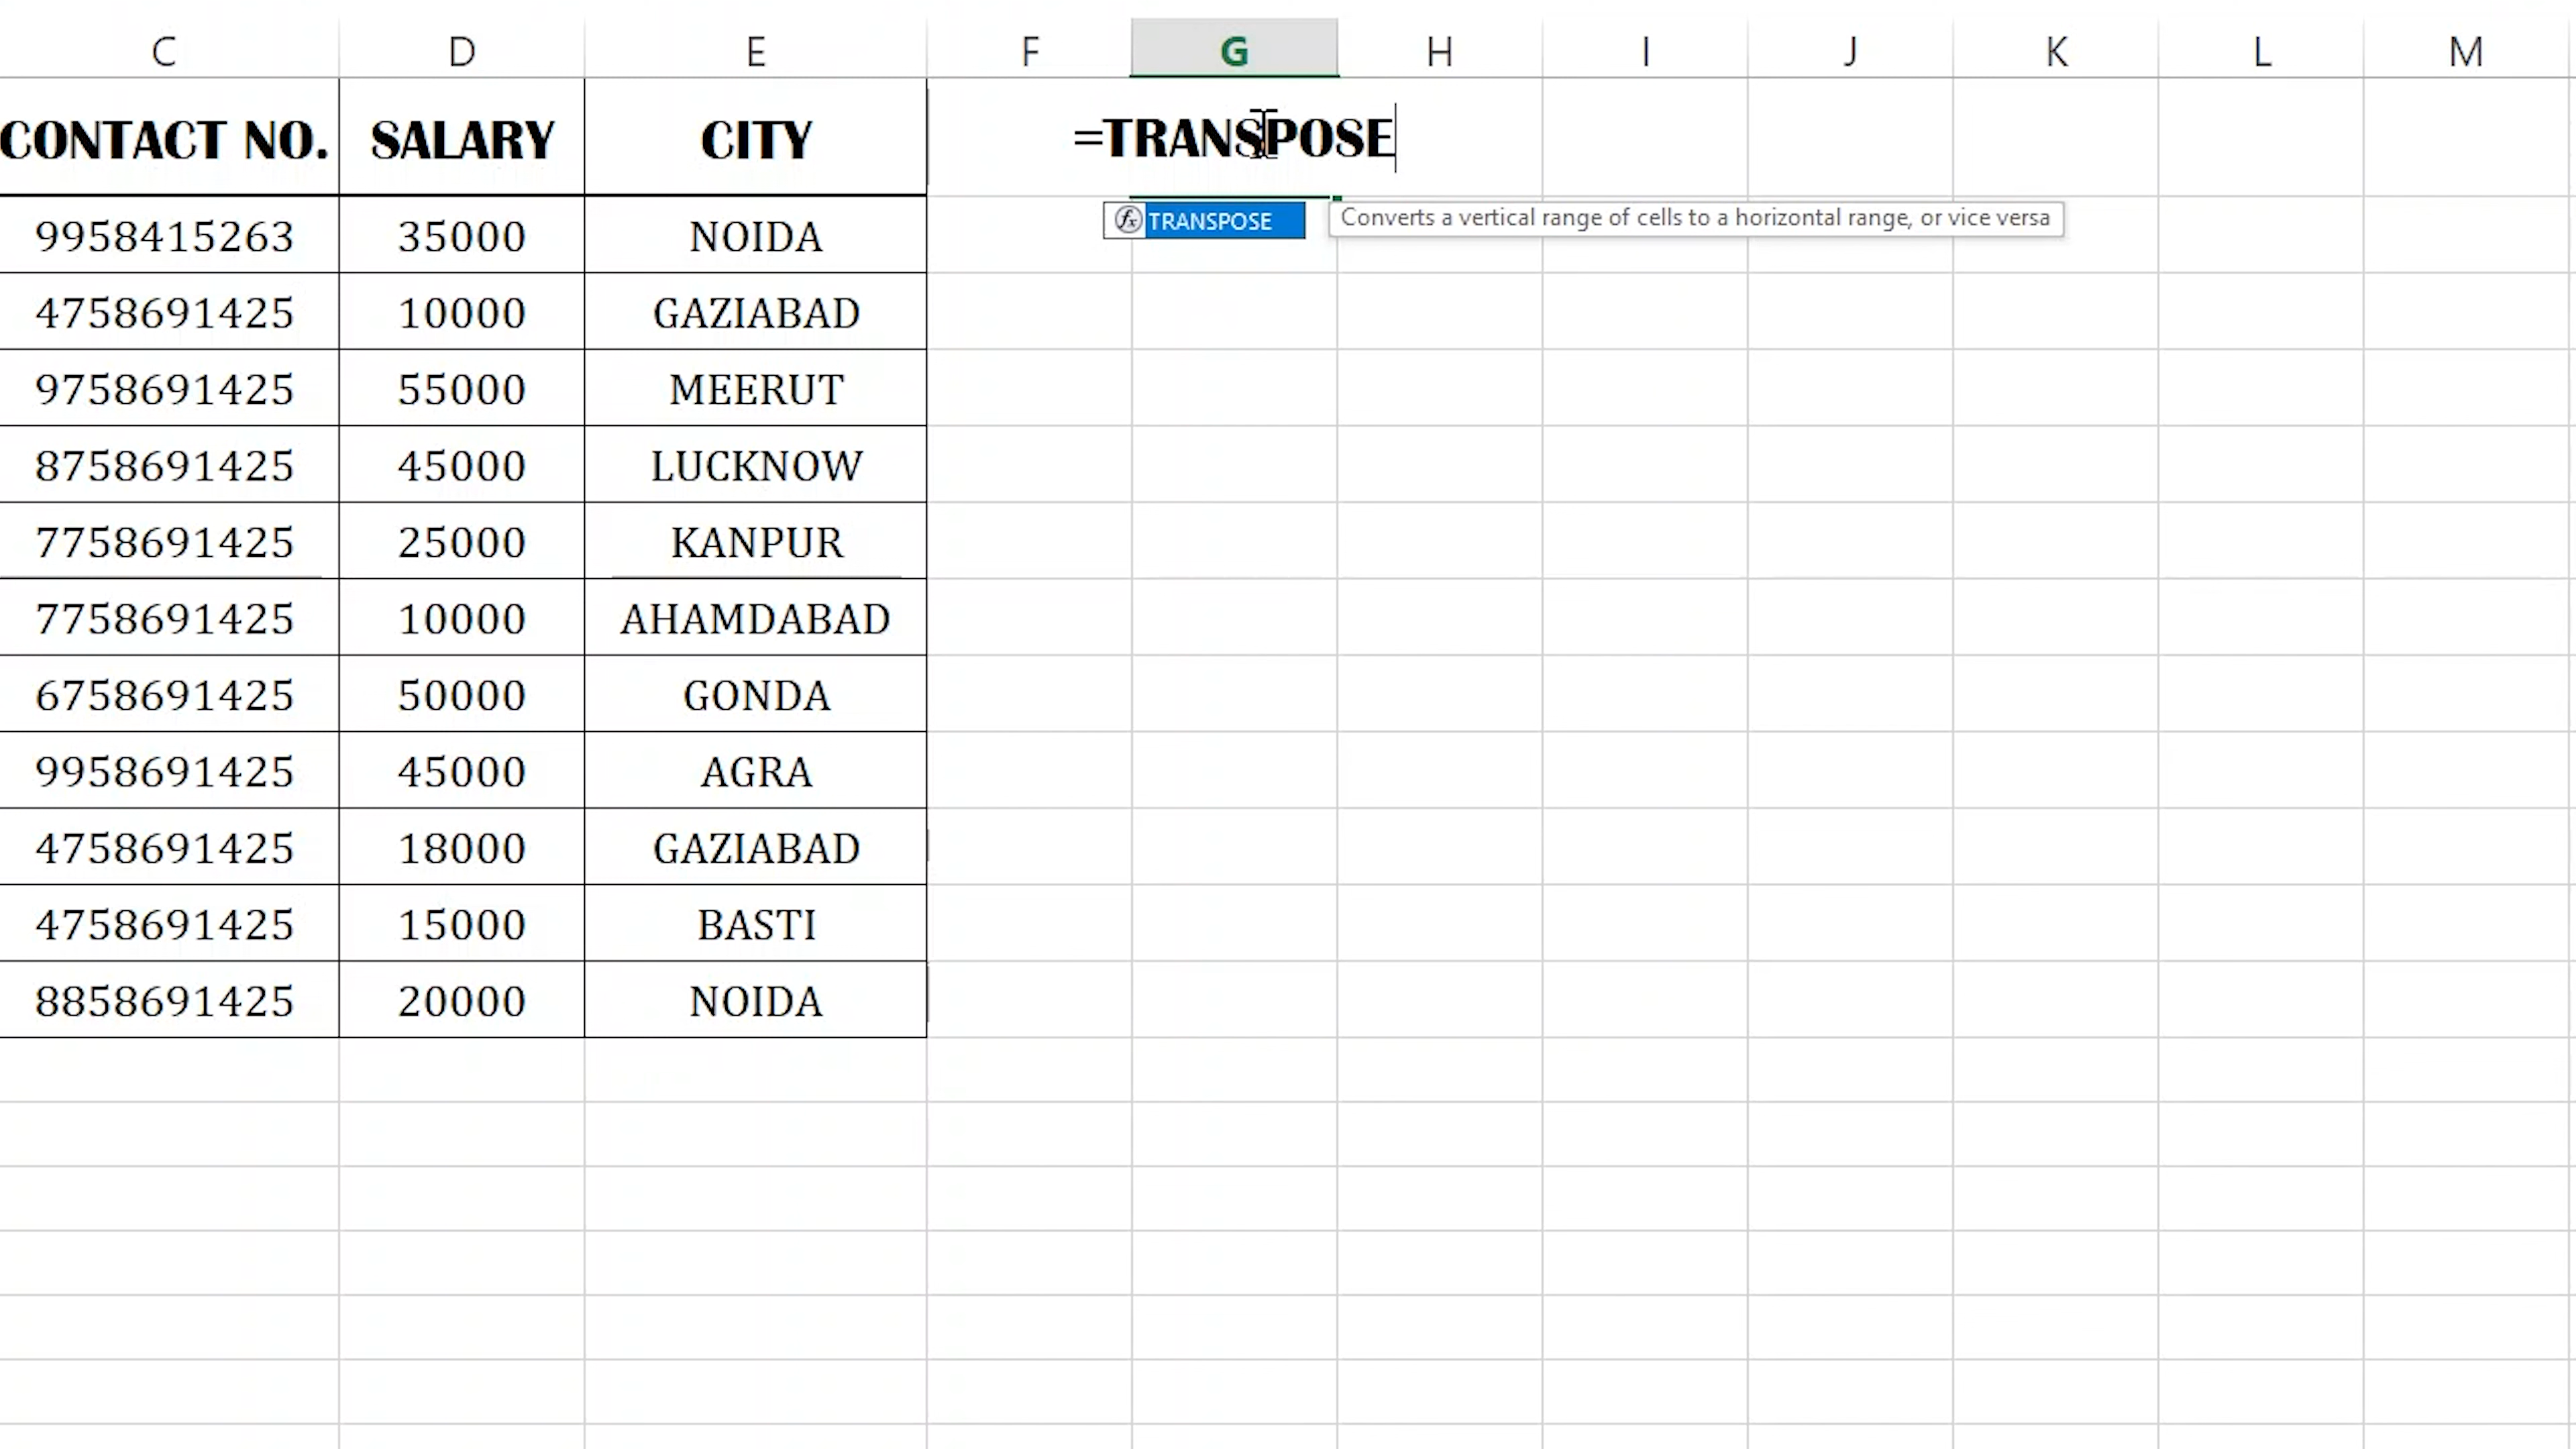 C D E F G H I J K L M
CONTACT NO. SALARY CITY =TRANSPOSE
fx TRANSPOSE Converts a vertical range of cells to a horizontal range, or vice versa
9958415263 35000 NOIDA
4758691425 10000 GAZIABAD
9758691425 55000 MEERUT
8758691425 45000 LUCKNOW
7758691425 25000 KANPUR
7758691425 10000 AHAMDABAD
6758691425 50000 GONDA
9958691425 45000 AGRA
4758691425 18000 GAZIABAD
4758691425 15000 BASTI
8858691425 20000 NOIDA